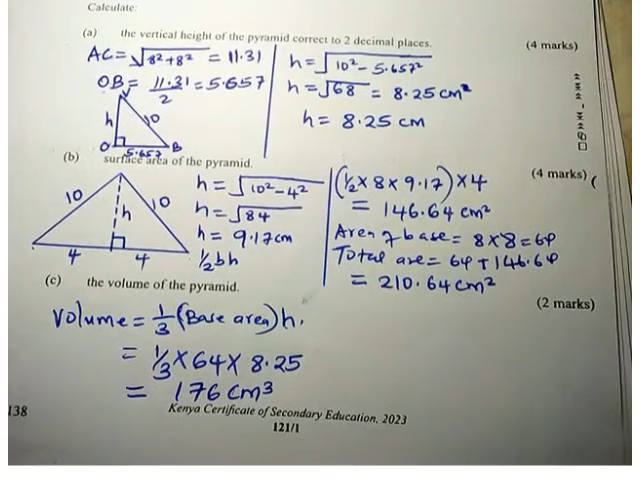 Calculate:
(a) the vertical height of the pyramid correct to 2 decimal places. (4 marks)
AC = √8²+8² = 11.31
OB = 11.31/2 = 5.657
h 10
O B
5.657
h = √10² - 5.657²
h = √68 = 8.25 cm²
h = 8.25 cm
(b) surface area of the pyramid. (4 marks) (
10 10
h
4 4
h = √10² - 4²
h = √84
h = 9.17cm
½bh
(½ x 8 x 9.17) x 4
= 146.64 cm²
Area of base = 8 x 8 = 64
Total are = 64 + 146.64
= 210.64 cm²
(c) the volume of the pyramid. (2 marks)
Volume = ⅓ (Base area) h.
= ⅓ x 64 x 8.25
= 176 cm³
138
Kenya Certificate of Secondary Education, 2023
121/1